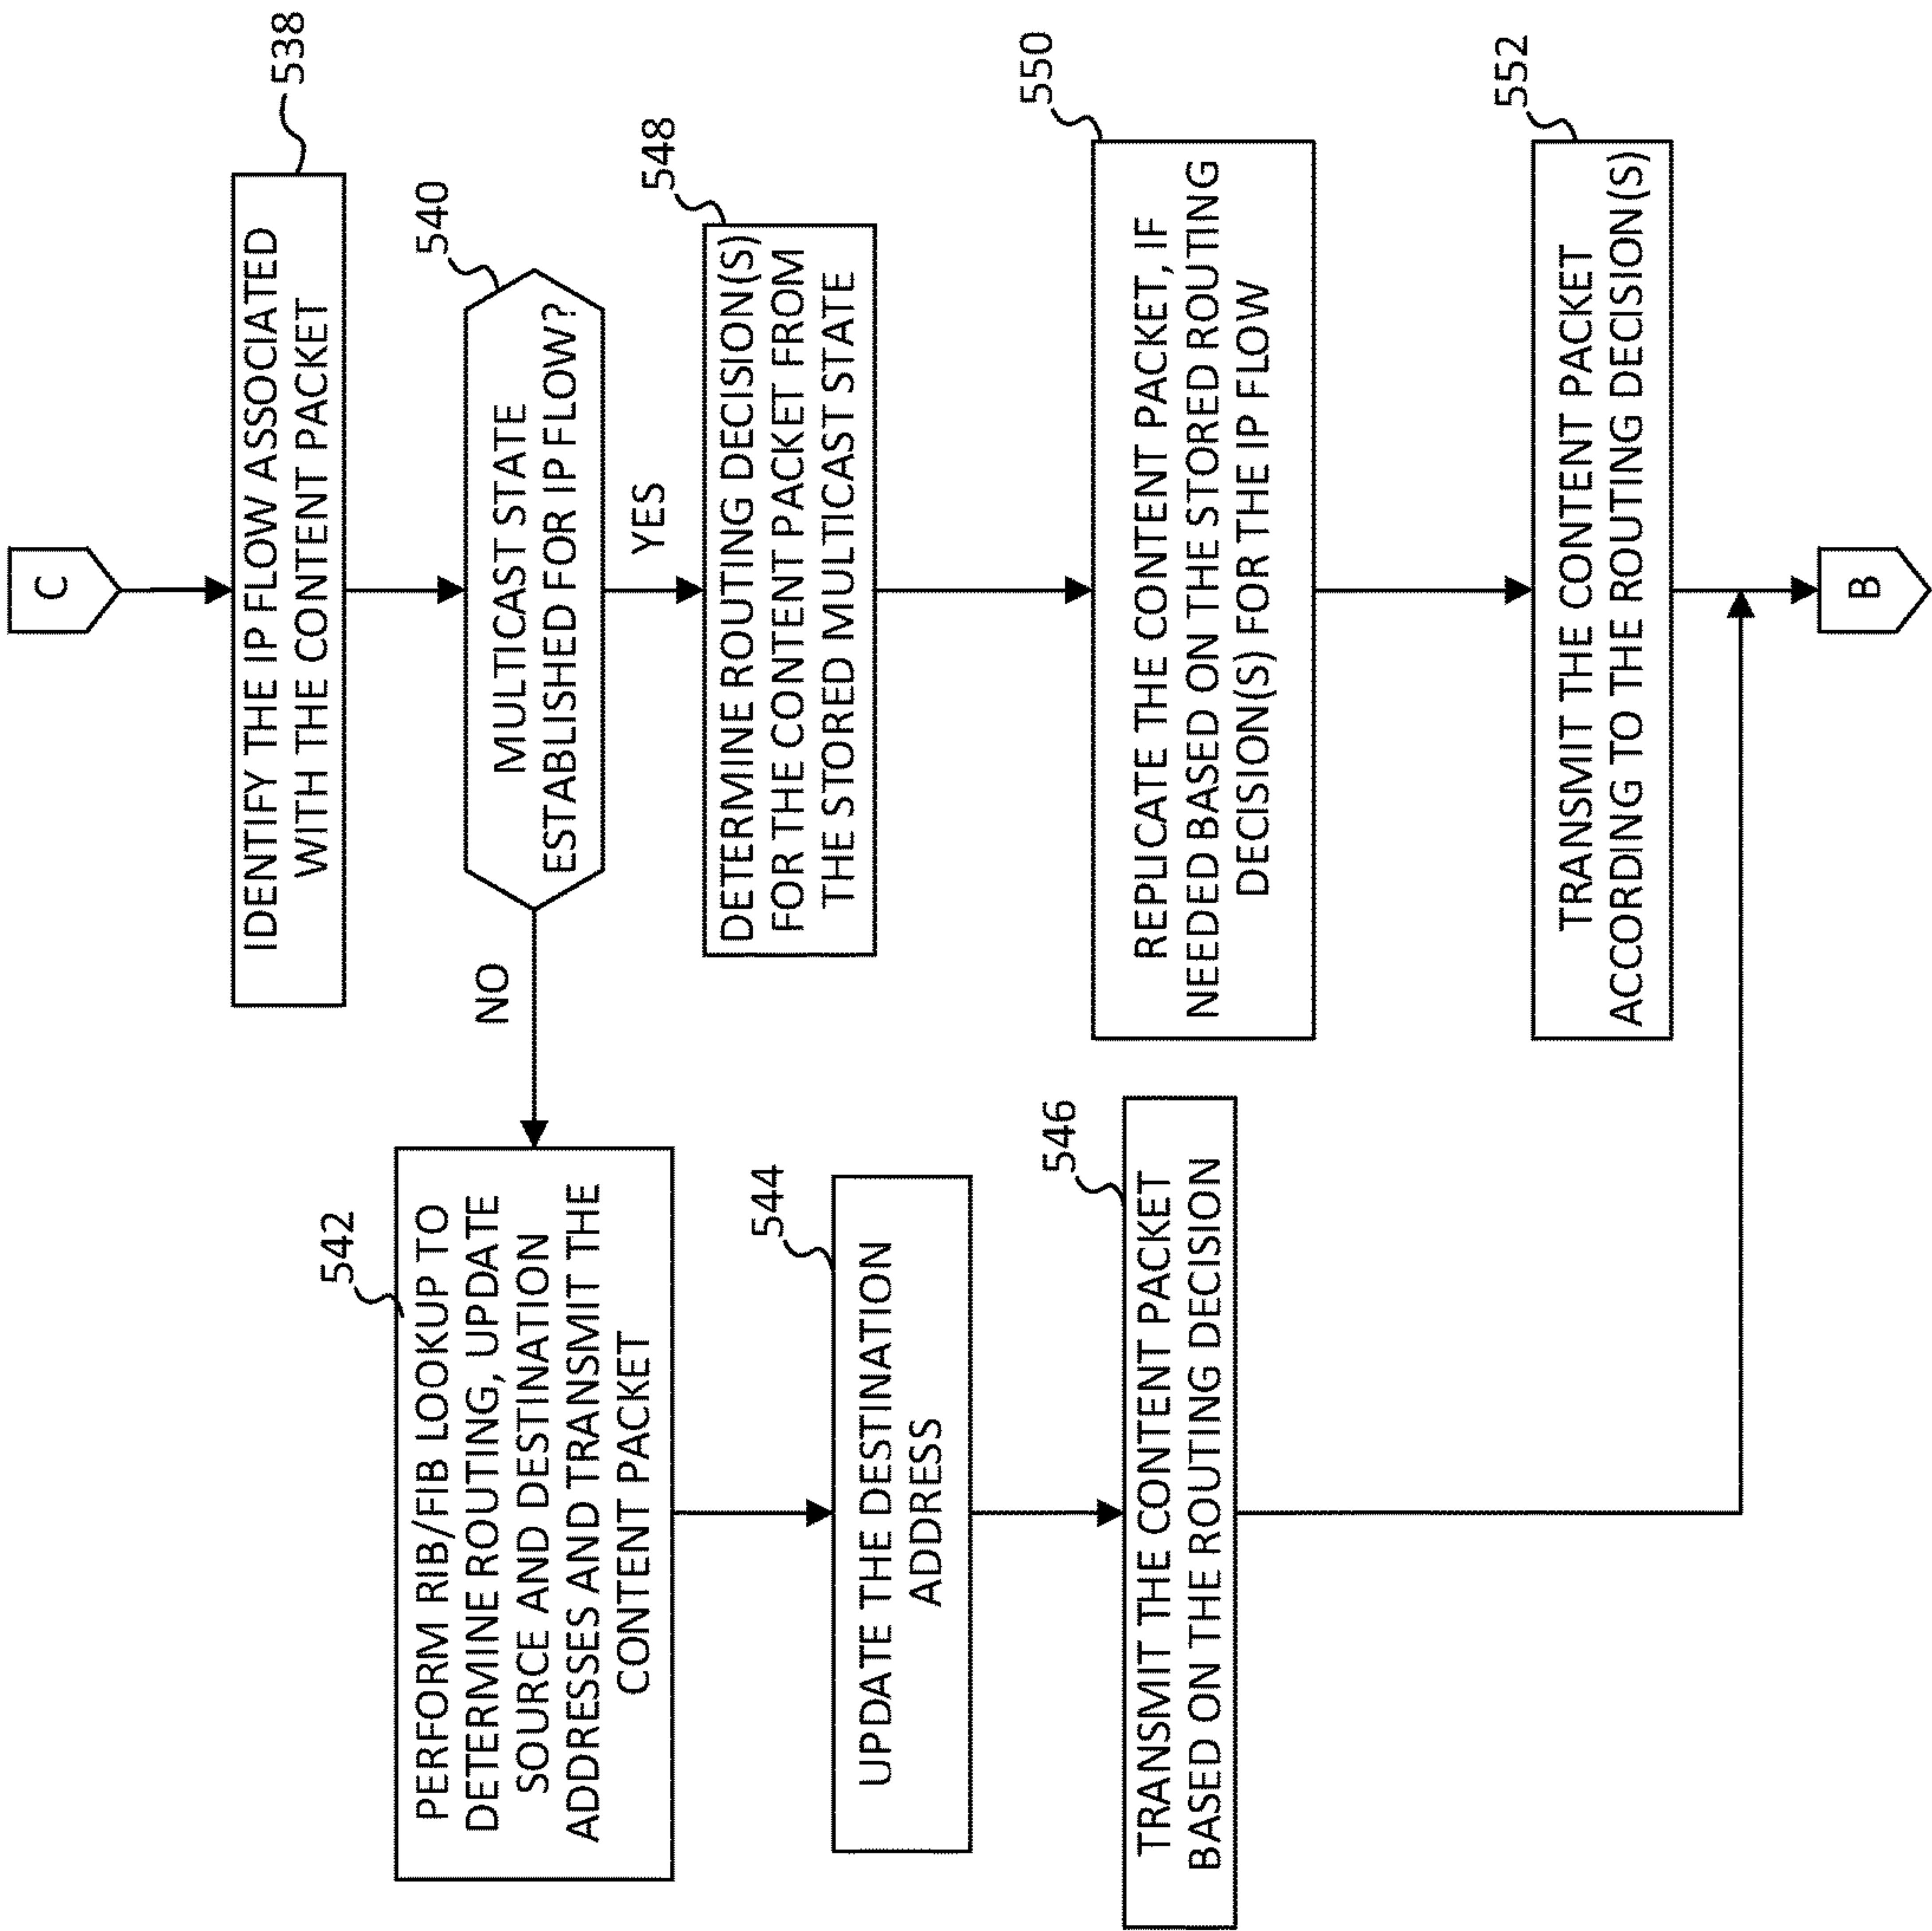 C
IDENTIFY THE IP FLOW ASSOCIATED
WITH THE CONTENT PACKET
538
MULTICAST STATE
ESTABLISHED FOR IP FLOW?
540
NO
YES
PERFORM RIB/FIB LOOKUP TO
DETERMINE ROUTING, UPDATE
SOURCE AND DESTINATION
ADDRESSES AND TRANSMIT THE
CONTENT PACKET
542
UPDATE THE DESTINATION
ADDRESS
544
TRANSMIT THE CONTENT PACKET
BASED ON THE ROUTING DECISION
546
DETERMINE ROUTING DECISION(S)
FOR THE CONTENT PACKET FROM
THE STORED MULTICAST STATE
548
REPLICATE THE CONTENT PACKET, IF
NEEDED BASED ON THE STORED ROUTING
DECISION(S) FOR THE IP FLOW
550
TRANSMIT THE CONTENT PACKET
ACCORDING TO THE ROUTING DECISION(S)
552
B